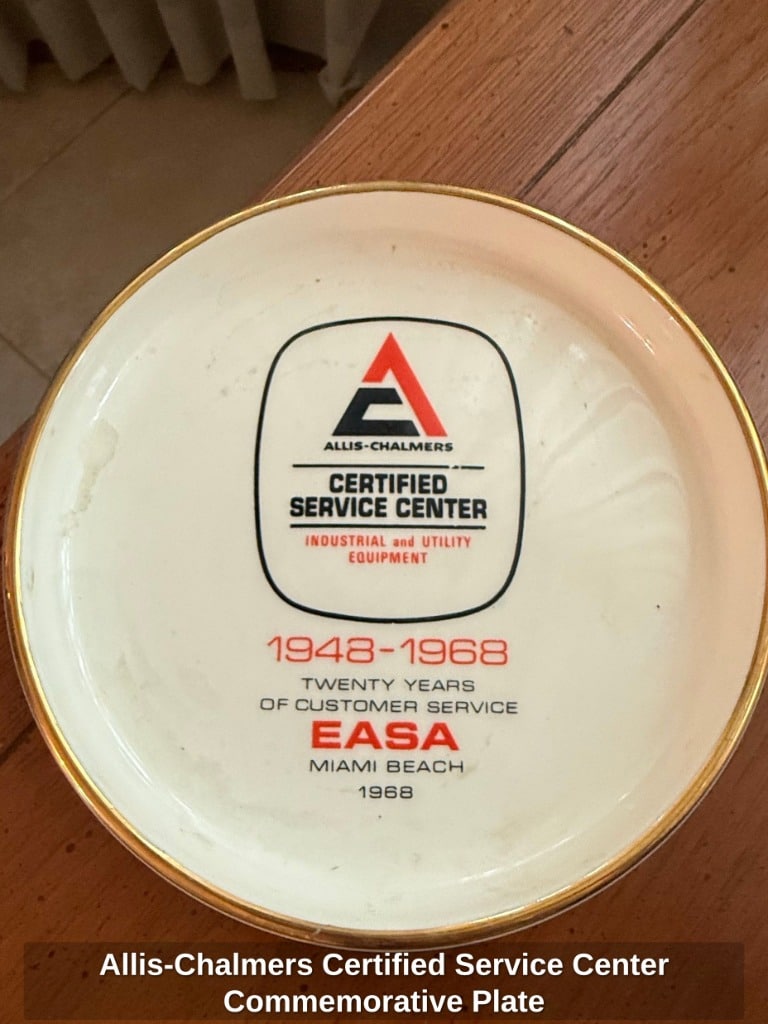 ALLIS-CHALMERS
CERTIFIED
SERVICE CENTER
INDUSTRIAL and UTILITY
EQUIPMENT
1948-1968
TWENTY YEARS
OF CUSTOMER SERVICE
EASA
MIAMI BEACH
1968
Allis-Chalmers Certified Service Center
Commemorative Plate